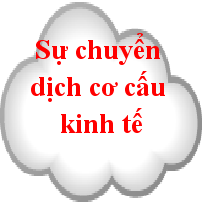 Sự chuyển
dịch cơ cấu
kinh tế